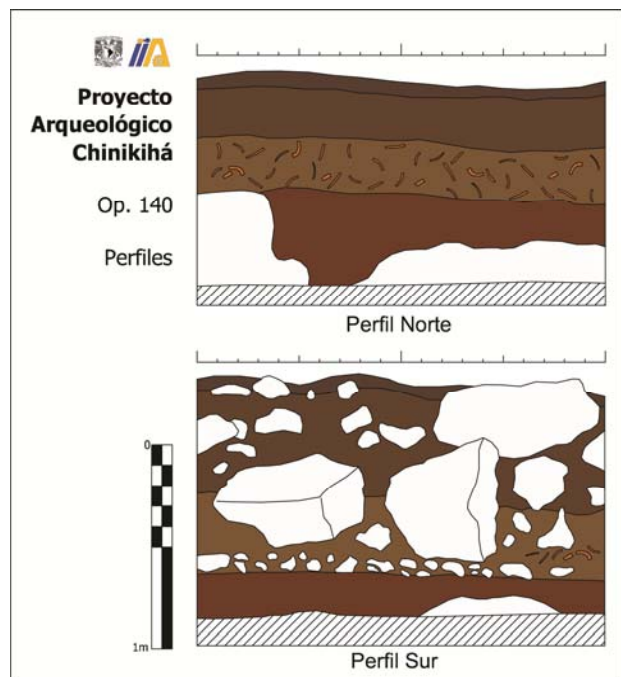 Proyecto
Arqueológico
Chinikihá
Op. 140
Perfiles
Perfil Norte
0
1m
Perfil Sur